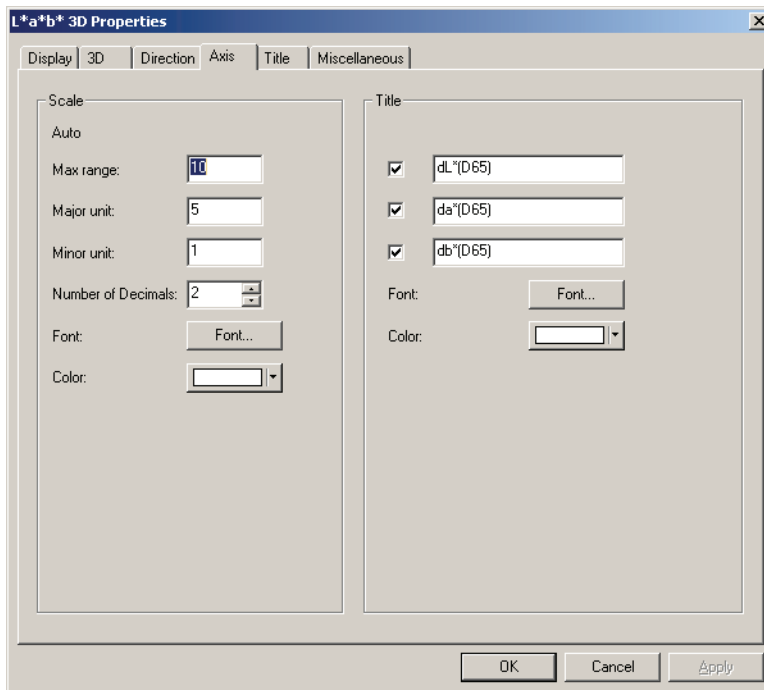 L*a*b* 3D Properties
Display 3D Direction Axis Title Miscellaneous
Scale
Auto
Max range: 10
Major unit: 5
Minor unit: 1
Number of Decimals: 2
Font: Font...
Color:
Title
dL*(D65)
da*(D65)
db*(D65)
Font: Font...
Color:
OK Cancel Apply